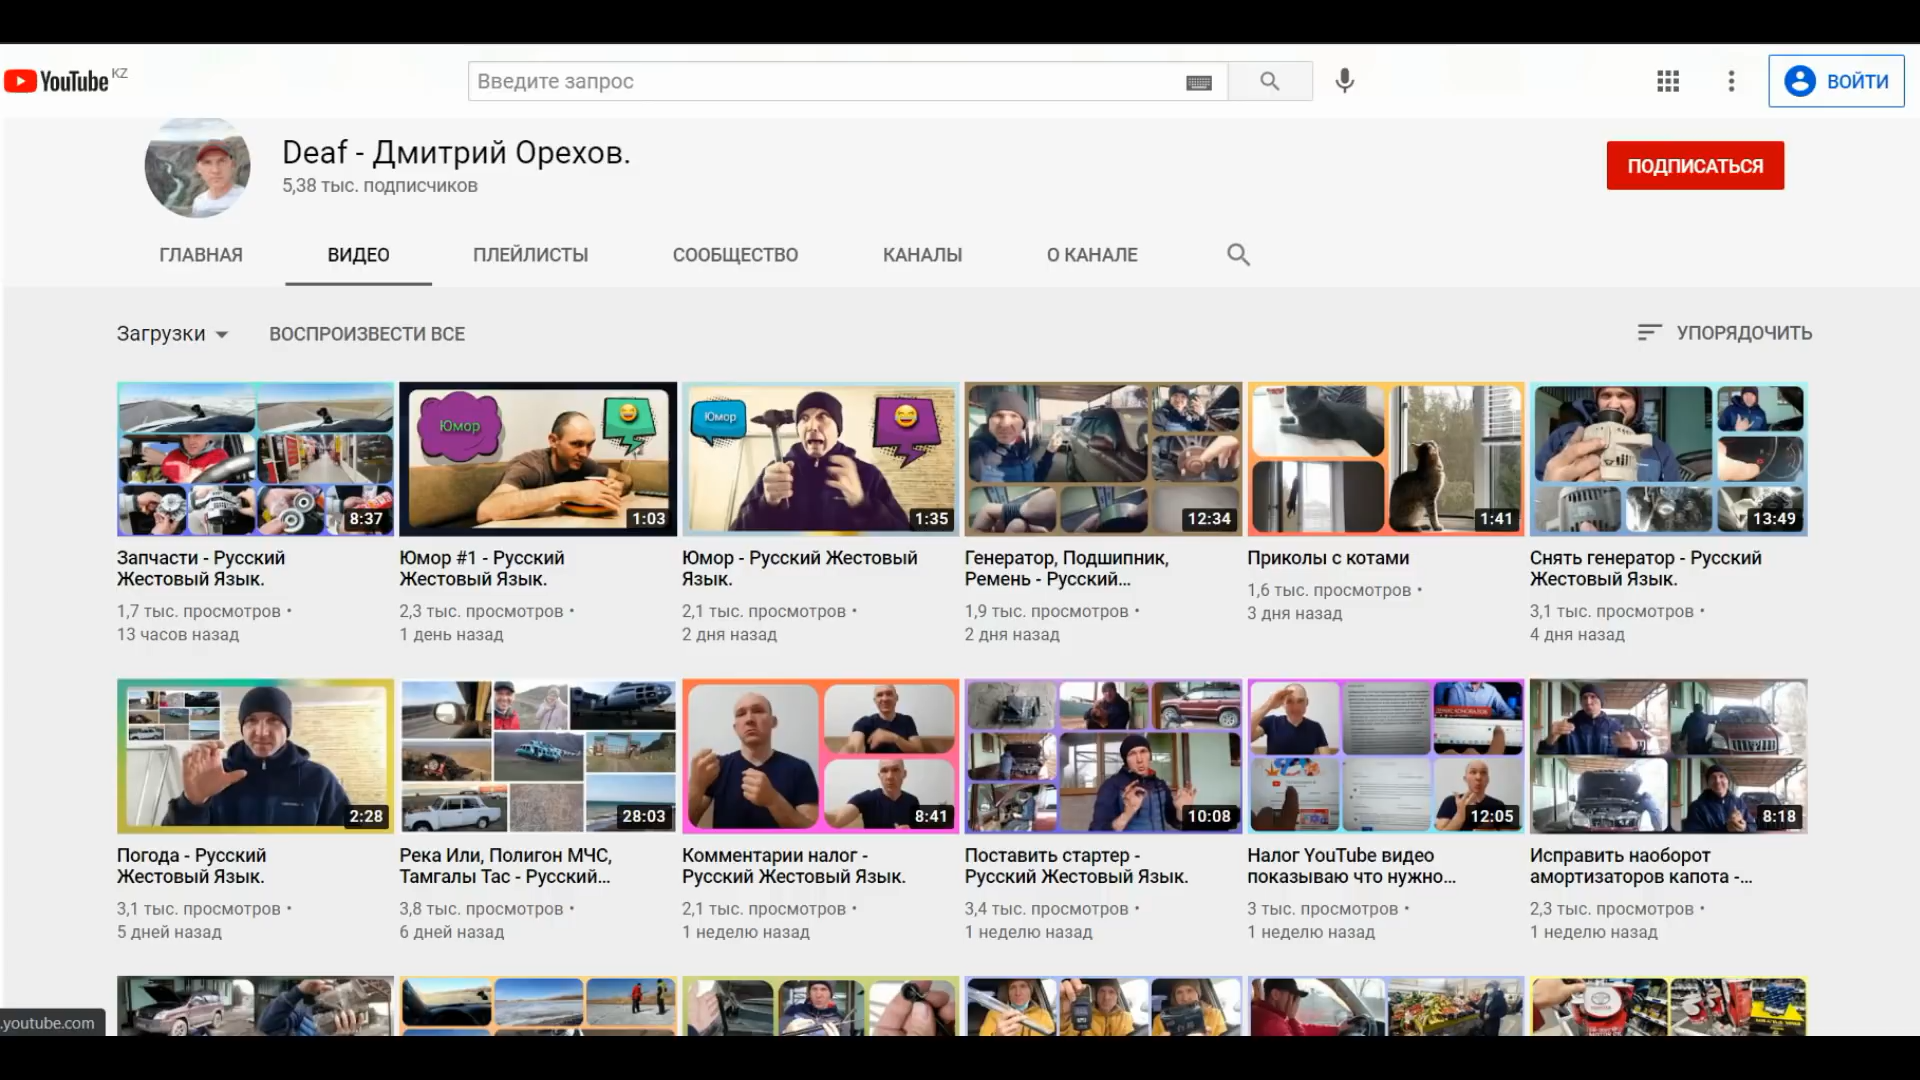 YouTube KZ
Введите запрос
ВОЙТИ
Deaf - Дмитрий Орехов.
5,38 тыс. подписчиков
ПОДПИСАТЬСЯ
ГЛАВНАЯ
ВИДЕО
ПЛЕЙЛИСТЫ
СООБЩЕСТВО
КАНАЛЫ
О КАНАЛЕ
Загрузки
ВОСПРОИЗВЕСТИ ВСЕ
УПОРЯДОЧИТЬ
8:37
Запчасти - Русский
Жестовый Язык.
1,7 тыс. просмотров •
13 часов назад
Юмор
1:03
Юмор #1 - Русский
Жестовый Язык.
2,3 тыс. просмотров •
1 день назад
Юмор
1:35
Юмор - Русский Жестовый
Язык.
2,1 тыс. просмотров •
2 дня назад
12:34
Генератор, Подшипник,
Ремень - Русский...
1,9 тыс. просмотров •
2 дня назад
1:41
Приколы с котами
1,6 тыс. просмотров •
3 дня назад
13:49
Снять генератор - Русский
Жестовый Язык.
3,1 тыс. просмотров •
4 дня назад
2:28
Погода - Русский
Жестовый Язык.
3,1 тыс. просмотров •
5 дней назад
28:03
Река Или, Полигон МЧС,
Тамгалы Тас - Русский...
3,8 тыс. просмотров •
6 дней назад
8:41
Комментарии налог -
Русский Жестовый Язык.
2,1 тыс. просмотров •
1 неделю назад
10:08
Поставить стартер -
Русский Жестовый Язык.
3,4 тыс. просмотров •
1 неделю назад
12:05
Налог YouTube видео
показываю что нужно...
3 тыс. просмотров •
1 неделю назад
8:18
Исправить наоборот
амортизаторов капота -...
2,3 тыс. просмотров •
1 неделю назад
.youtube.com